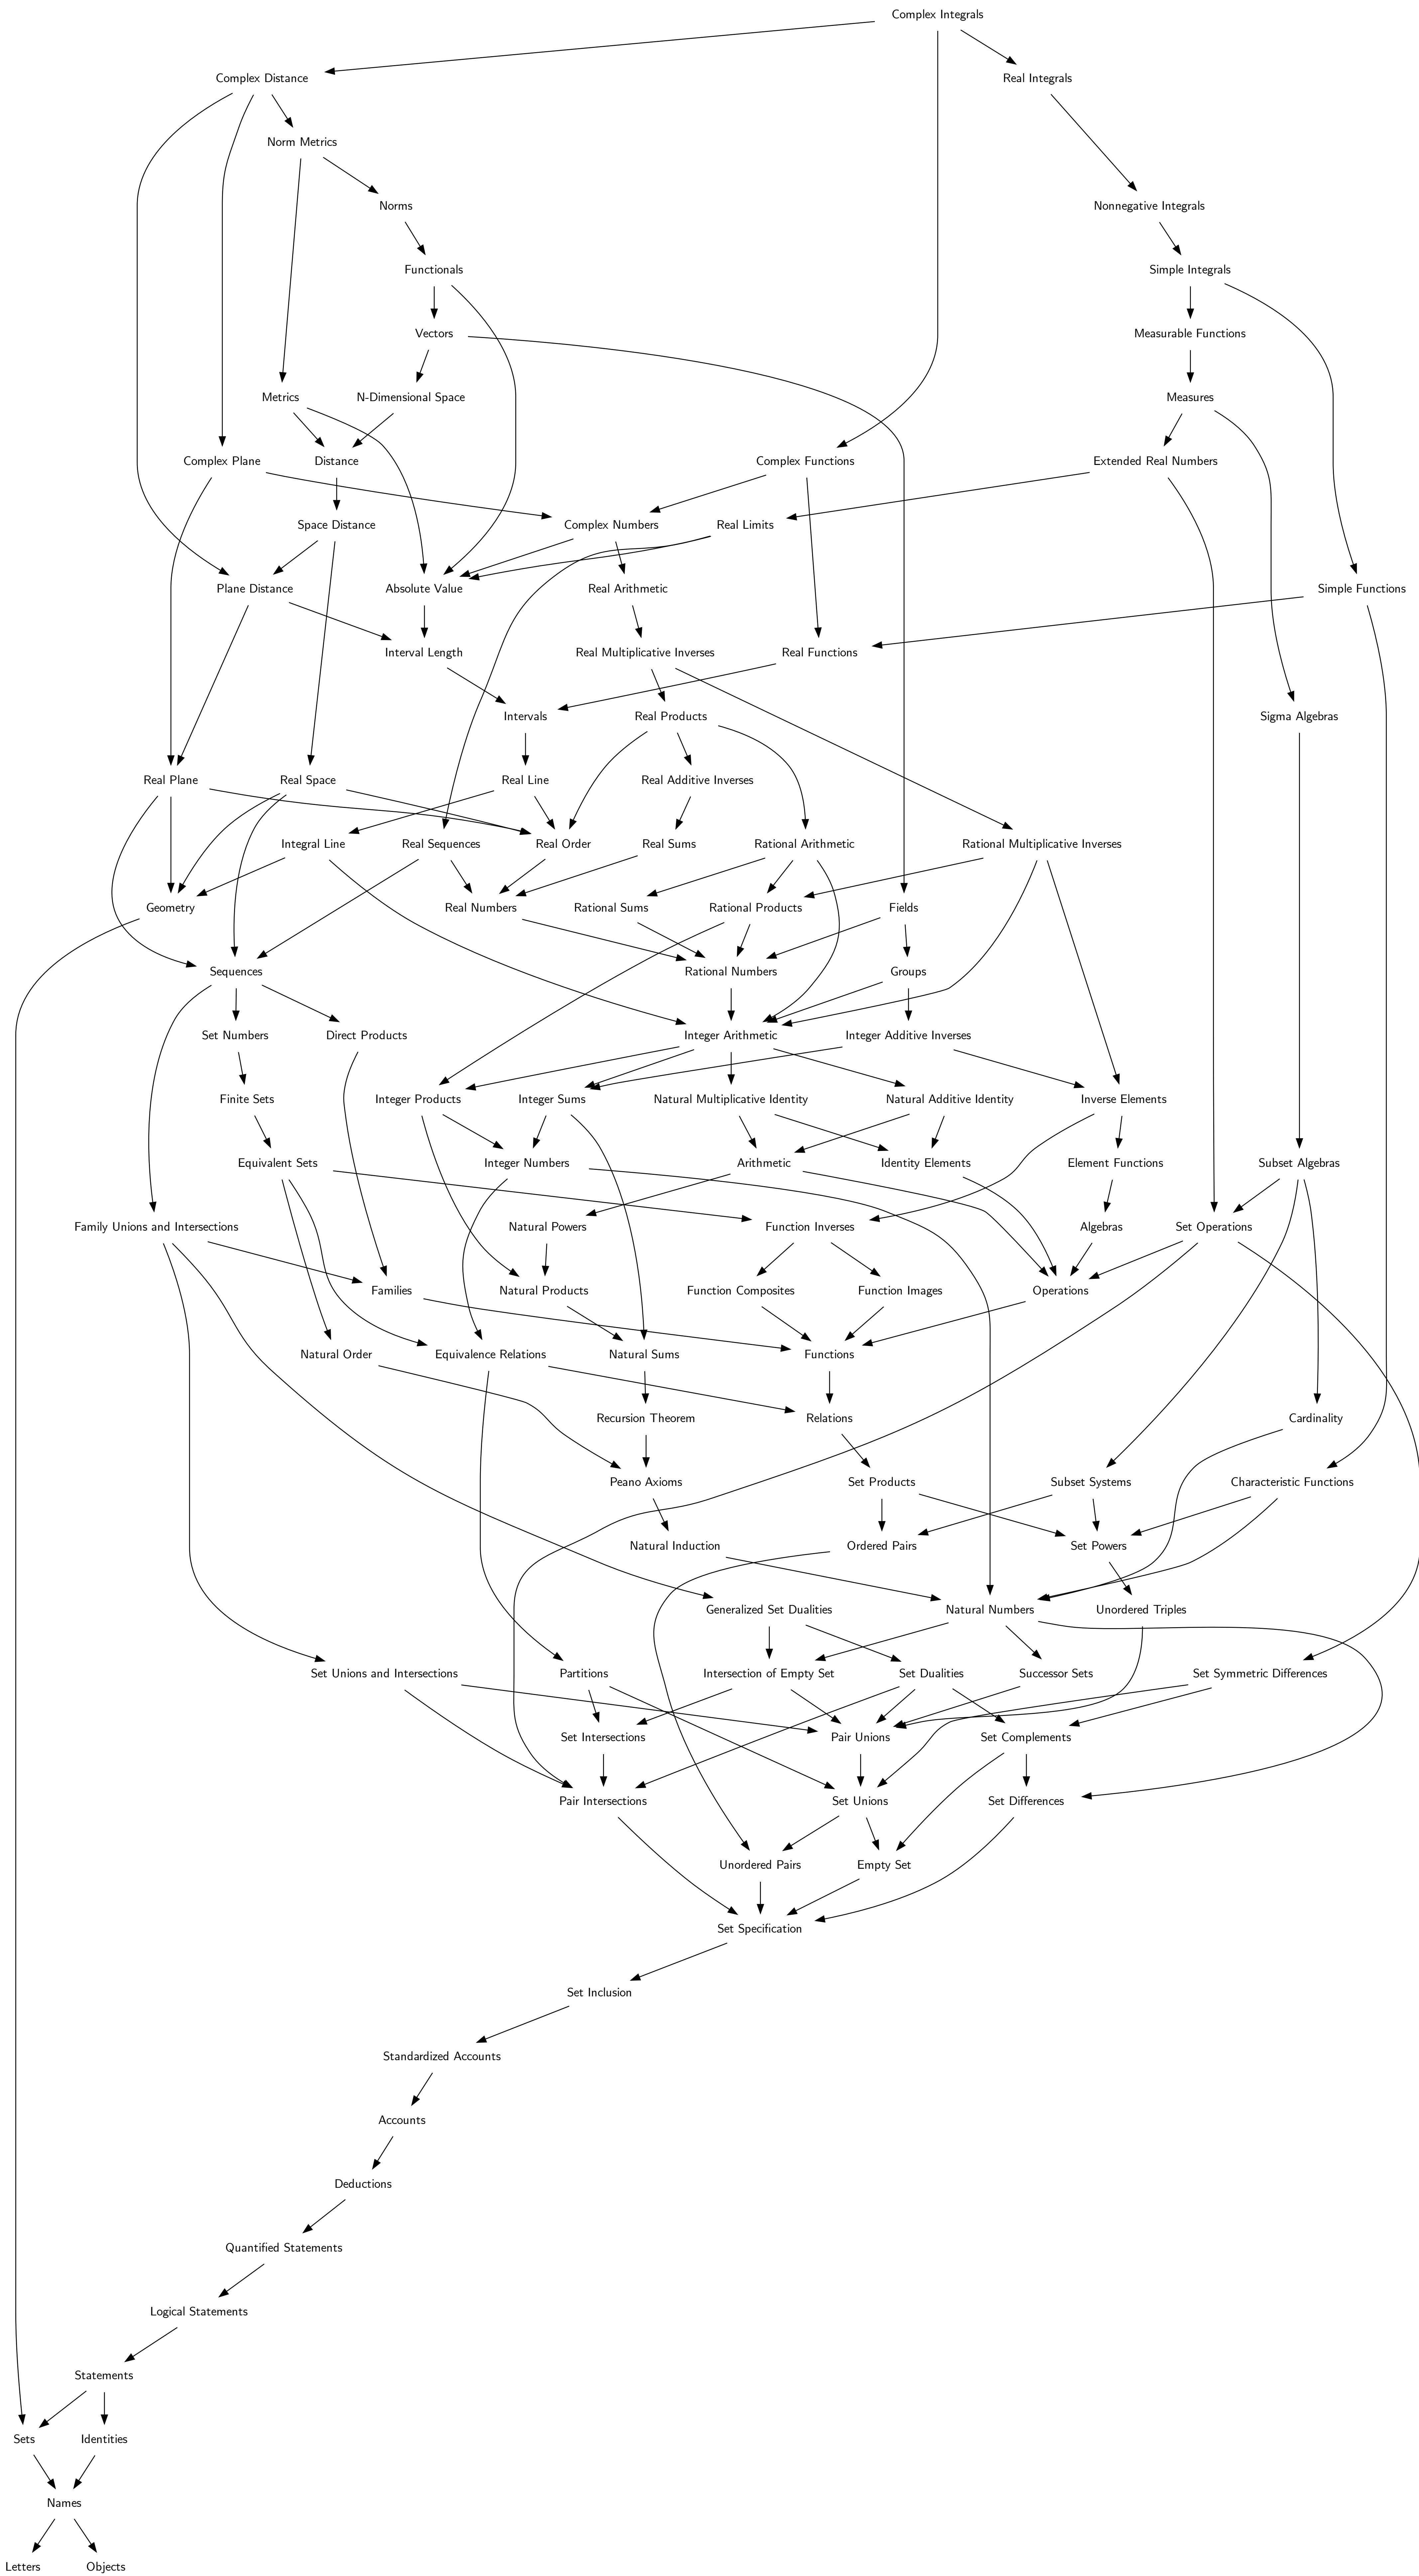 Complex Integrals
Complex Distance
Real Integrals
Norm Metrics
Norms
Nonnegative Integrals
Functionals
Simple Integrals
Vectors
Measurable Functions
Metrics
N-Dimensional Space
Measures
Complex Plane
Distance
Complex Functions
Extended Real Numbers
Space Distance
Complex Numbers
Real Limits
Plane Distance
Absolute Value
Real Arithmetic
Simple Functions
Interval Length
Real Multiplicative Inverses
Real Functions
Intervals
Real Products
Sigma Algebras
Real Plane
Real Space
Real Line
Real Additive Inverses
Integral Line
Real Sequences
Real Order
Real Sums
Rational Arithmetic
Rational Multiplicative Inverses
Geometry
Real Numbers
Rational Sums
Rational Products
Fields
Sequences
Rational Numbers
Groups
Set Numbers
Direct Products
Integer Arithmetic
Integer Additive Inverses
Finite Sets
Integer Products
Integer Sums
Natural Multiplicative Identity
Natural Additive Identity
Inverse Elements
Equivalent Sets
Integer Numbers
Arithmetic
Identity Elements
Element Functions
Subset Algebras
Family Unions and Intersections
Natural Powers
Function Inverses
Algebras
Set Operations
Families
Natural Products
Function Composites
Function Images
Operations
Natural Order
Equivalence Relations
Natural Sums
Functions
Recursion Theorem
Relations
Cardinality
Peano Axioms
Set Products
Subset Systems
Characteristic Functions
Natural Induction
Ordered Pairs
Set Powers
Generalized Set Dualities
Natural Numbers
Unordered Triples
Set Unions and Intersections
Partitions
Intersection of Empty Set
Set Dualities
Successor Sets
Set Symmetric Differences
Set Intersections
Pair Unions
Set Complements
Pair Intersections
Set Unions
Set Differences
Unordered Pairs
Empty Set
Set Specification
Set Inclusion
Standardized Accounts
Accounts
Deductions
Quantified Statements
Logical Statements
Statements
Sets
Identities
Names
Letters
Objects